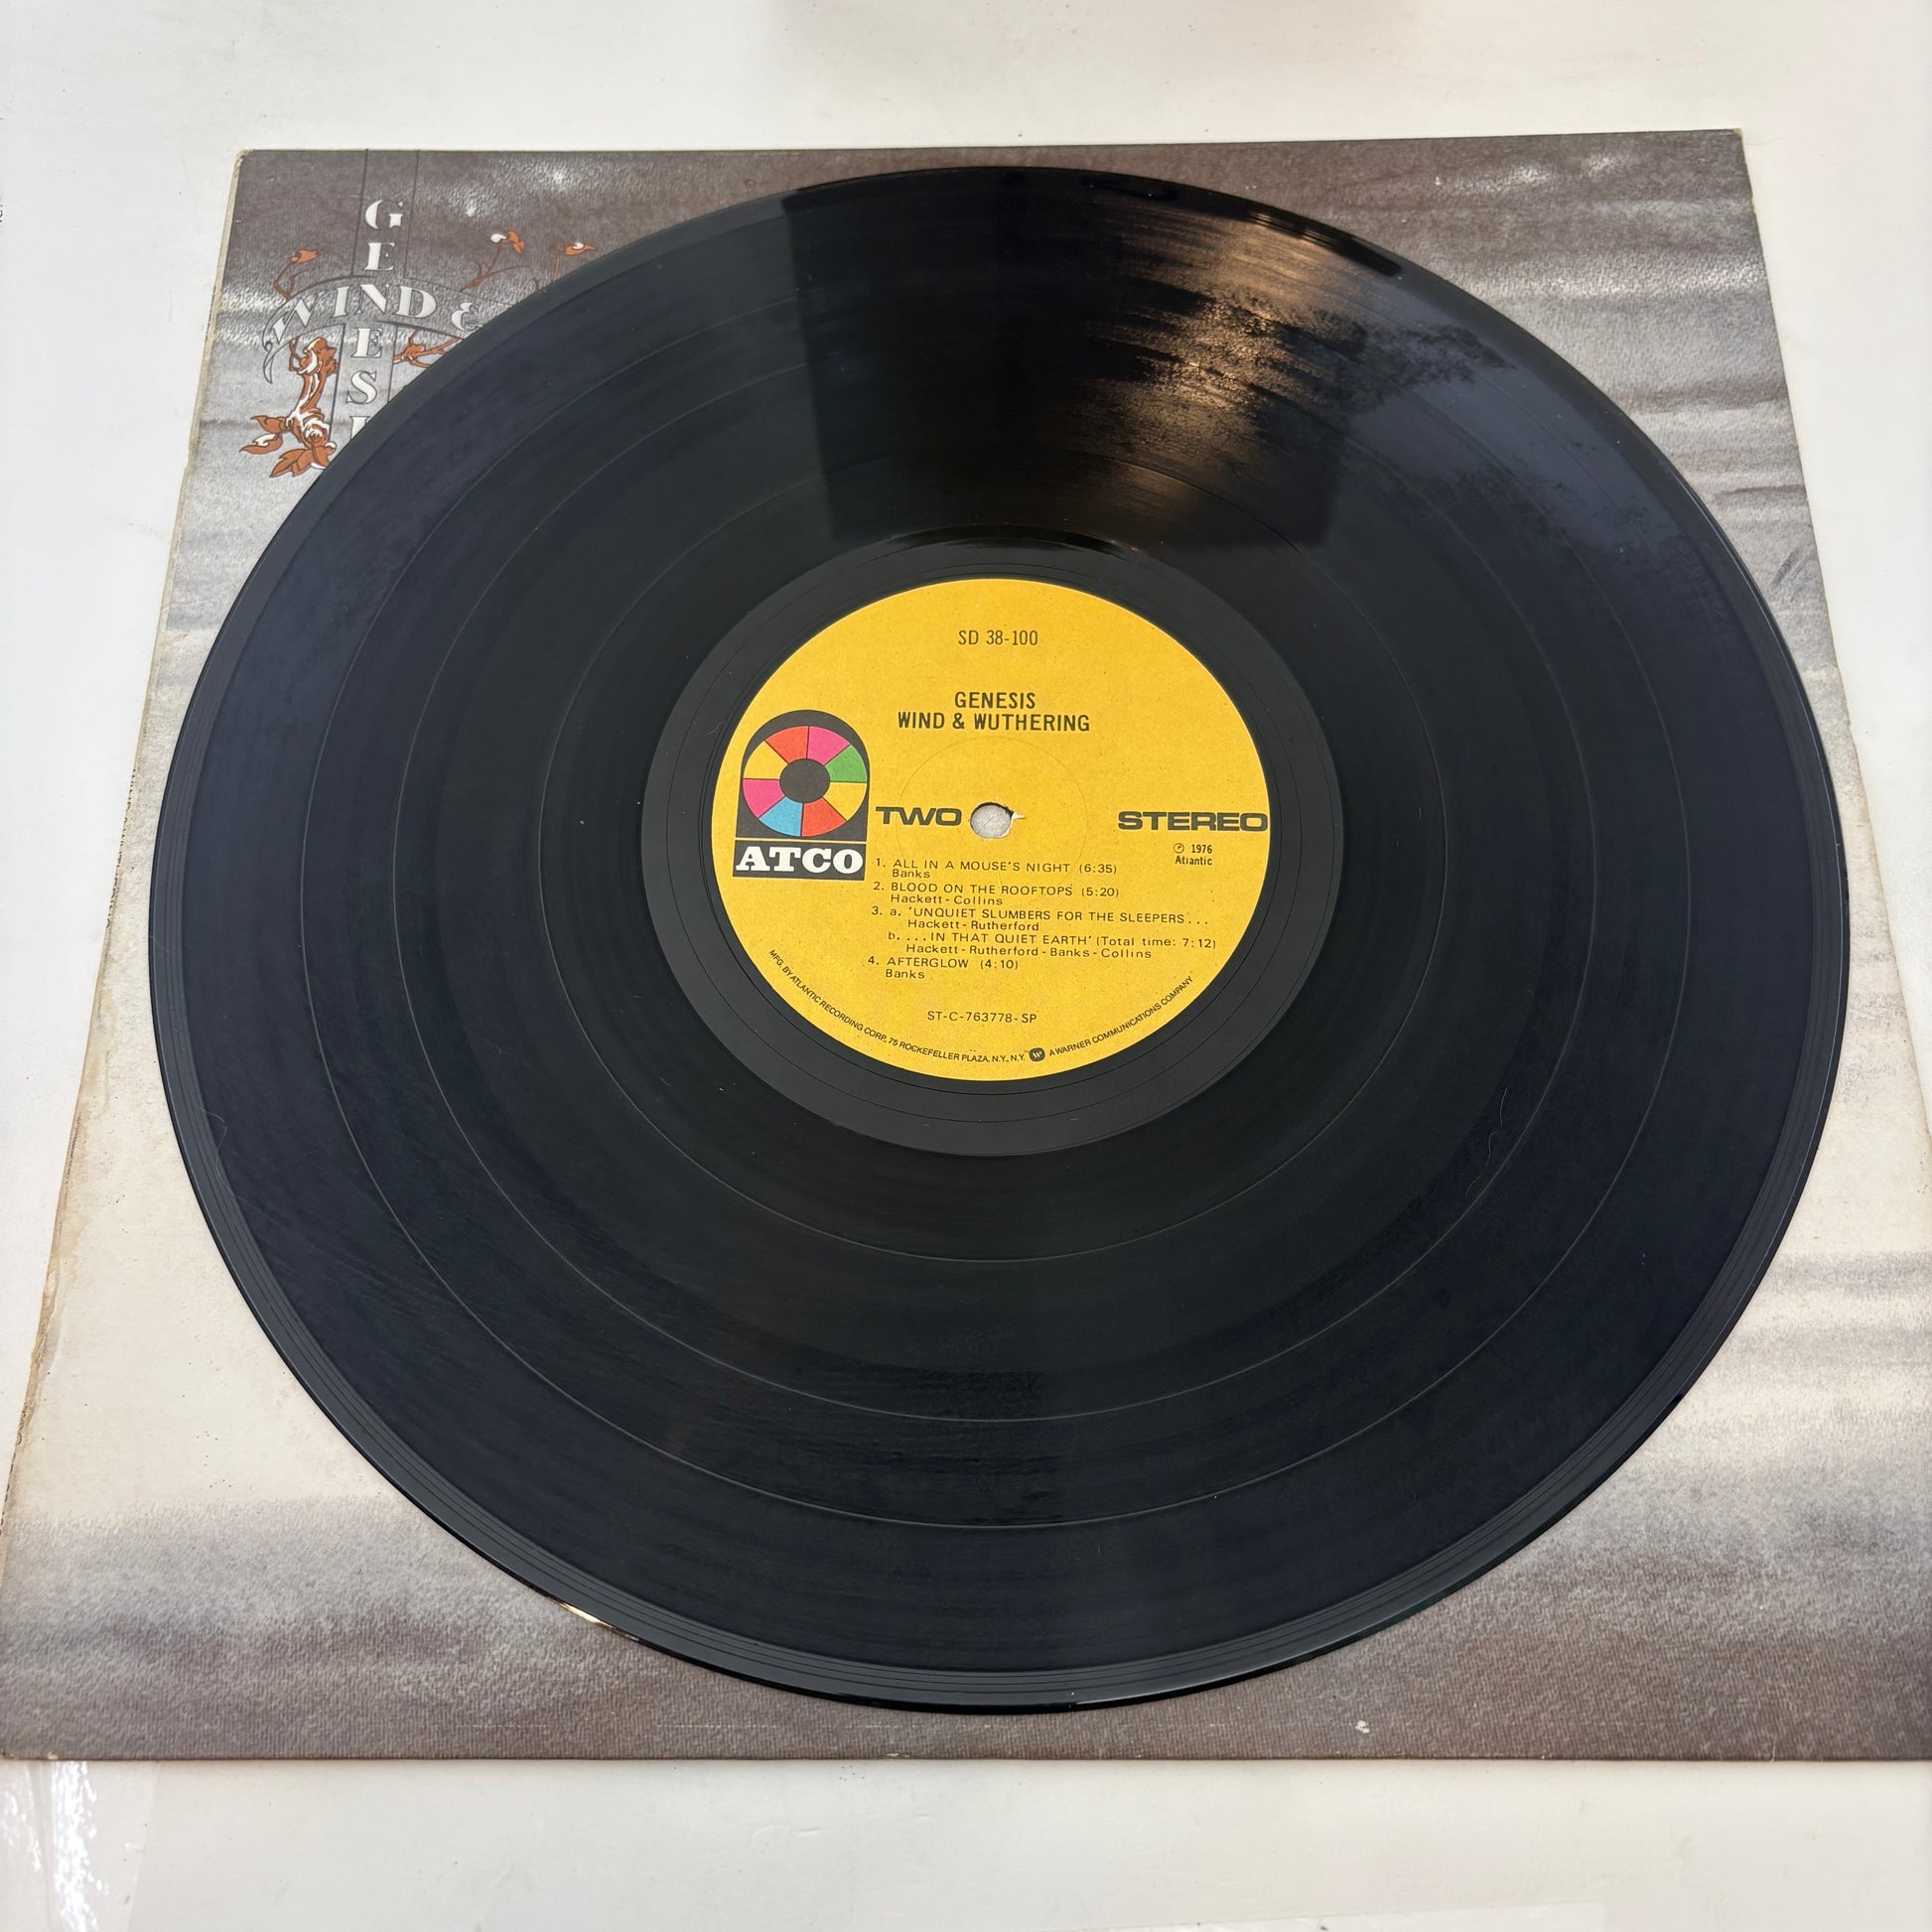 G
E
WIND &
N
E
S
SD 38-100
GENESIS
WIND & WUTHERING
ATCO
TWO
STEREO
℗ 1976
Atlantic
1. ALL IN A MOUSE'S NIGHT (6:35)
Banks
2. BLOOD ON THE ROOFTOPS (5:20)
Hackett-Collins
3. a. 'UNQUIET SLUMBERS FOR THE SLEEPERS...
Hackett-Rutherford
b. ...IN THAT QUIET EARTH' (Total time: 7:12)
Hackett-Rutherford-Banks-Collins
4. AFTERGLOW (4:10)
Banks
ST-C-763778-SP
MFG. BY ATLANTIC RECORDING CORP., 75 ROCKEFELLER PLAZA, N.Y., N.Y. A WARNER COMMUNICATIONS COMPANY